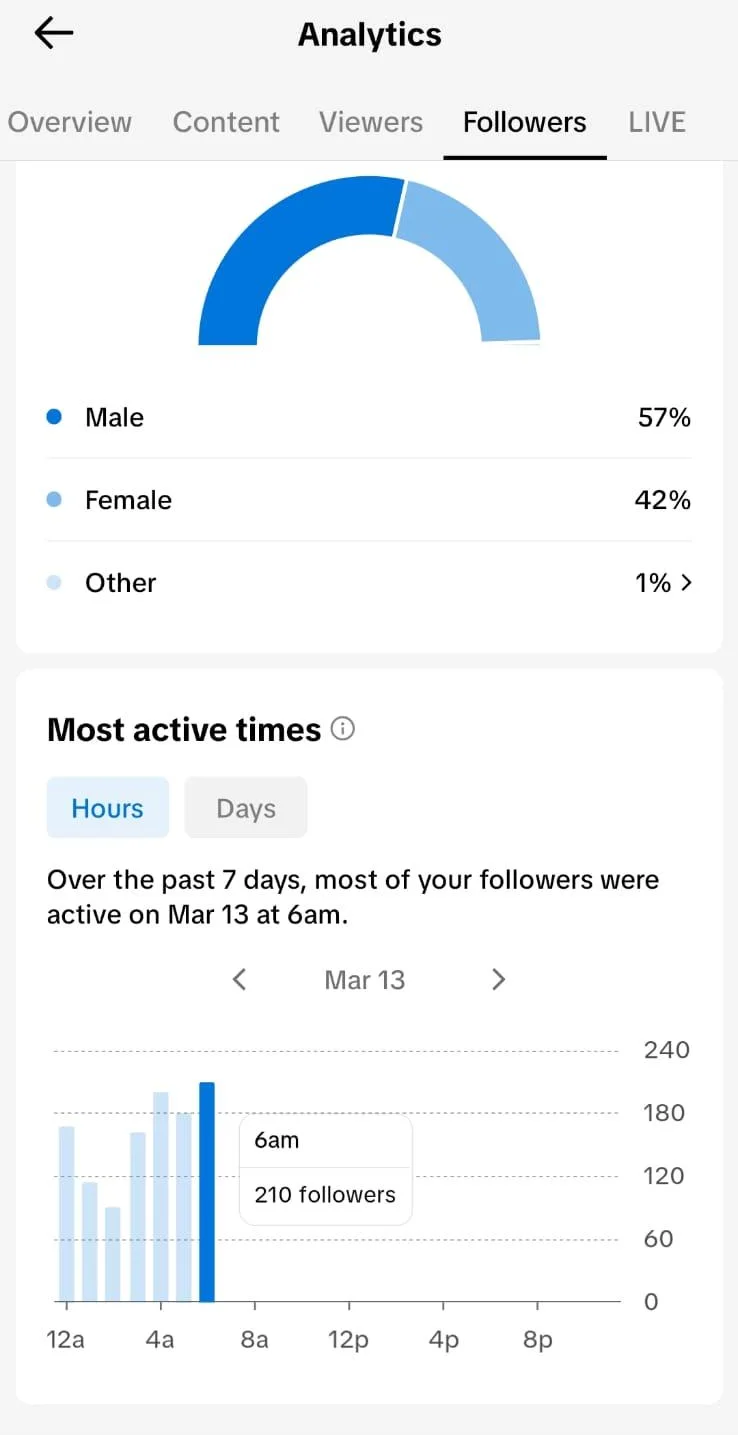 Analytics
Overview Content Viewers Followers LIVE
Male 57%
Female 42%
Other 1%
Most active times
Hours Days
Over the past 7 days, most of your followers were
active on Mar 13 at 6am.
Mar 13
240
180
6am
120
210 followers
60
0
12a 4a 8a 12p 4p 8p